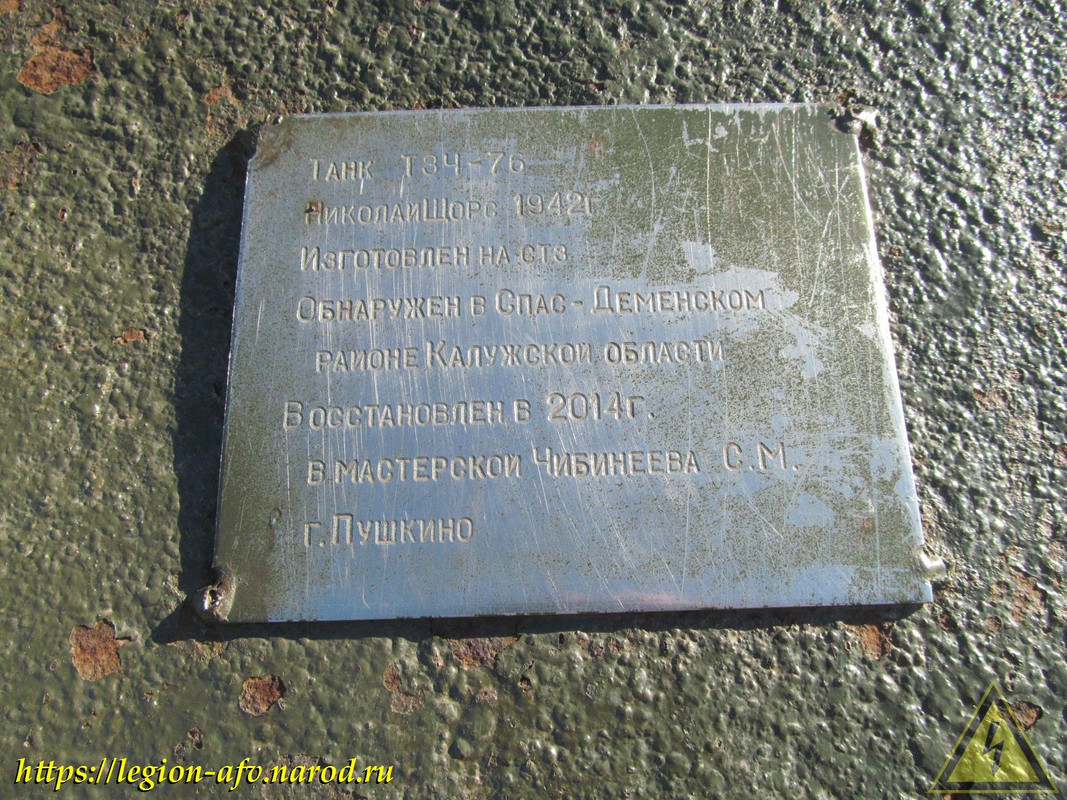 Танк Т34-76
НиколайЩорс 1942г
Изготовлен на стз
Обнаружен в Спас-Деменском
районе Калужской области
Восстановлен в 2014г.
в мастерской Чибинеева С.М.
г.Пушкино
https://legion-afv.narod.ru